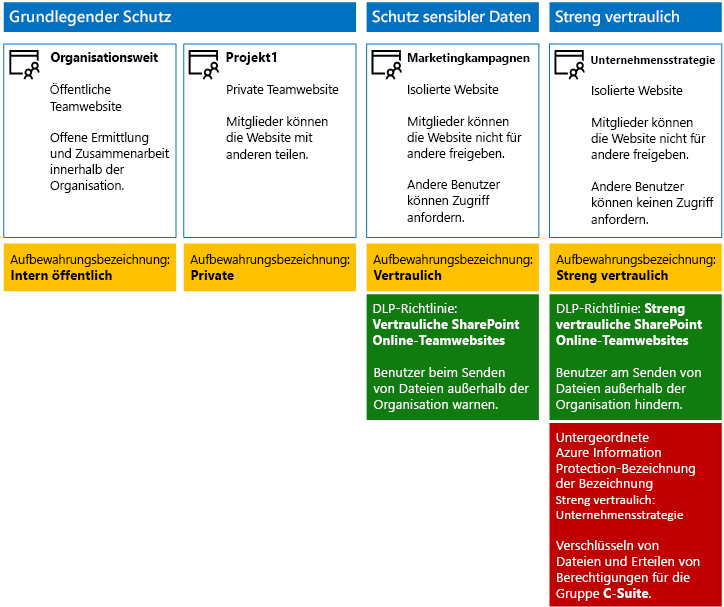 Grundlegender Schutz
Schutz sensibler Daten
Streng vertraulich
Organisationsweit
Öffentliche
Teamwebsite
Offene Ermittlung
und Zusammenarbeit
innerhalb der
Organisation.
Projekt1
Private Teamwebsite
Mitglieder können
die Website mit
anderen teilen.
Marketingkampagnen
Isolierte Website
Mitglieder können
die Website nicht für
andere freigeben.
Andere Benutzer
können Zugriff
anfordern.
Unternehmensstrategie
Isolierte Website
Mitglieder können
die Website nicht für
andere freigeben.
Andere Benutzer
können keinen Zugriff
anfordern.
Aufbewahrungsbezeichnung:
Intern öffentlich
Aufbewahrungsbezeichnung:
Private
Aufbewahrungsbezeichnung:
Vertraulich
Aufbewahrungsbezeichnung:
Streng vertraulich
DLP-Richtlinie:
Vertrauliche SharePoint
Online-Teamwebsites
Benutzer beim Senden
von Dateien außerhalb der
Organisation warnen.
DLP-Richtlinie: Streng
vertrauliche SharePoint
Online-Teamwebsites
Benutzer am Senden von
Dateien außerhalb der
Organisation hindern.
Untergeordnete
Azure Information
Protection-Bezeichnung
der Bezeichnung
Streng vertraulich:
Unternehmensstrategie
Verschlüsseln von
Dateien und Erteilen von
Berechtigungen für die
Gruppe C-Suite.